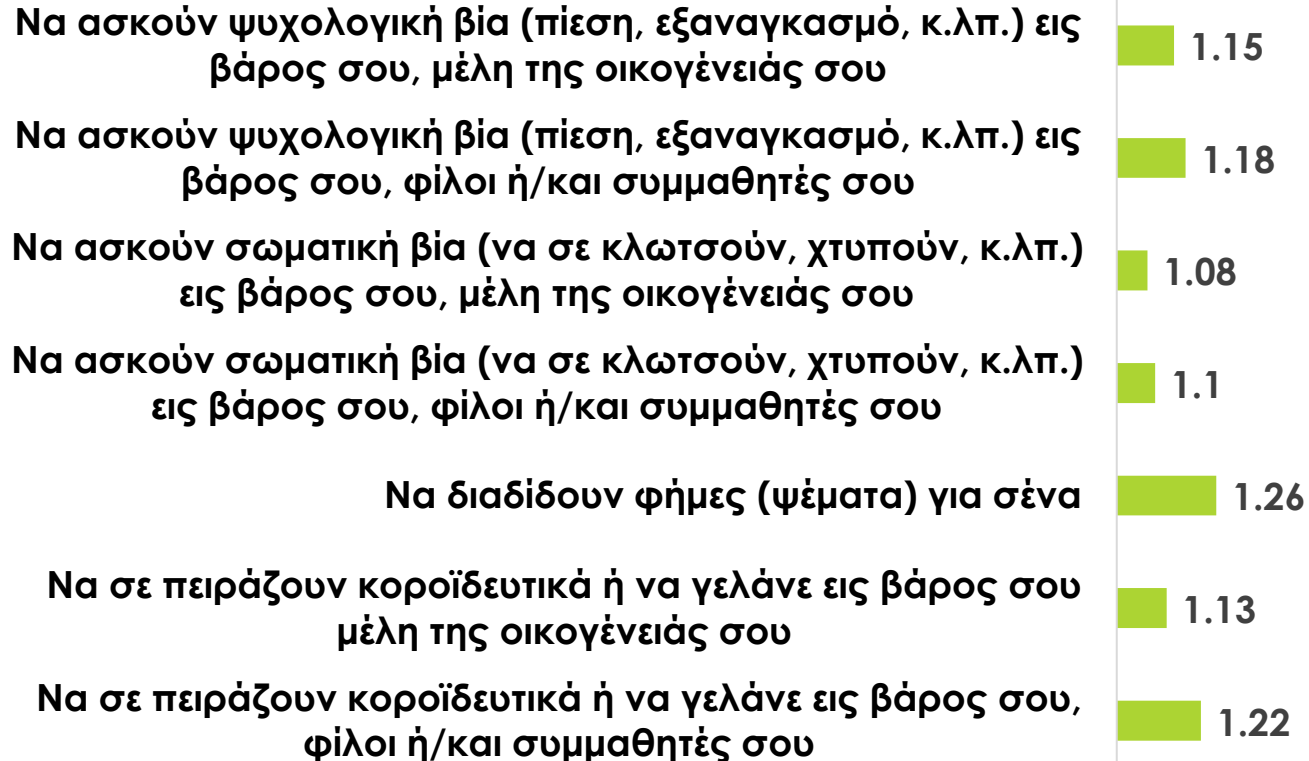 Να ασκούν ψυχολογική βία (πίεση, εξαναγκασμό, κ.λπ.) εις
βάρος σου, μέλη της οικογένειάς σου
1.15
Να ασκούν ψυχολογική βία (πίεση, εξαναγκασμό, κ.λπ.) εις
βάρος σου, φίλοι ή/και συμμαθητές σου
1.18
Να ασκούν σωματική βία (να σε κλωτσούν, χτυπούν, κ.λπ.)
εις βάρος σου, μέλη της οικογένειάς σου
1.08
Να ασκούν σωματική βία (να σε κλωτσούν, χτυπούν, κ.λπ.)
εις βάρος σου, φίλοι ή/και συμμαθητές σου
1.1
Να διαδίδουν φήμες (ψέματα) για σένα
1.26
Να σε πειράζουν κοροϊδευτικά ή να γελάνε εις βάρος σου
μέλη της οικογένειάς σου
1.13
Να σε πειράζουν κοροϊδευτικά ή να γελάνε εις βάρος σου,
φίλοι ή/και συμμαθητές σου
1.22